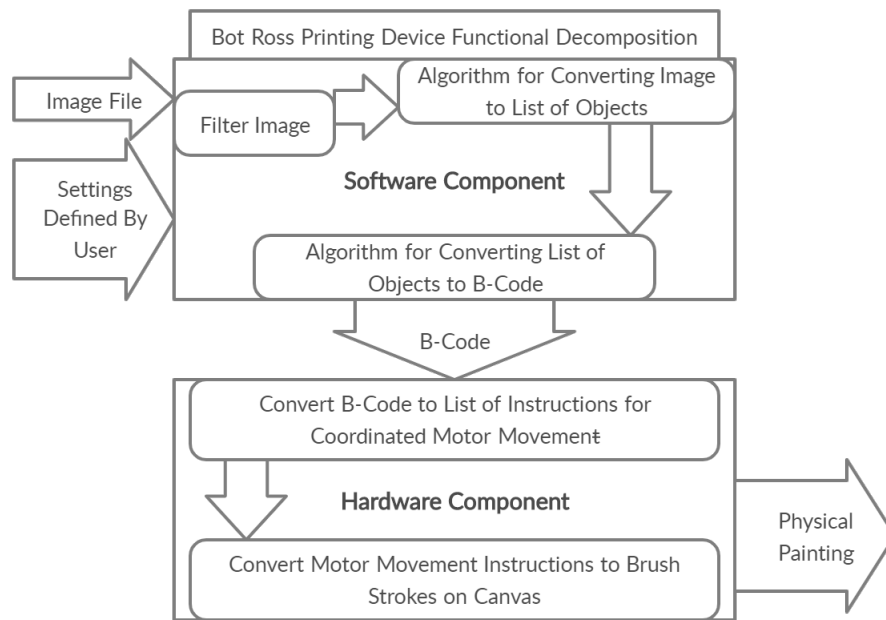 Bot Ross Printing Device Functional Decomposition
Image File
Filter Image
Algorithm for Converting Image
to List of Objects
Settings
Defined By
User
Software Component
Algorithm for Converting List of
Objects to B-Code
B-Code
Convert B-Code to List of Instructions for
Coordinated Motor Movement
Hardware Component
Convert Motor Movement Instructions to Brush
Strokes on Canvas
Physical
Painting